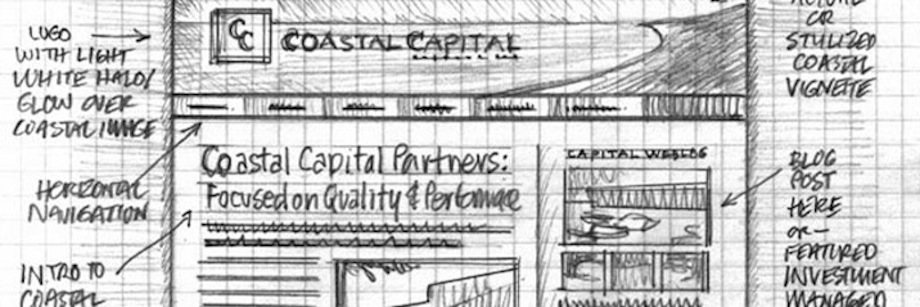 LOGO
WITH LIGHT
WHITE HALO/
GLOW OVER
COASTAL IMAGE
HORIZONTAL
NAVIGATION
INTRO TO
COASTAL
CC
COASTAL CAPITAL
Coastal Capital Partners:
Focused on Quality & Performance
CAPITAL WEBLOG
OR
STYLIZED
COASTAL
VIGNETTE
BLOG
POST
HERE
OR—
FEATURED
INVESTMENT
MANAGED